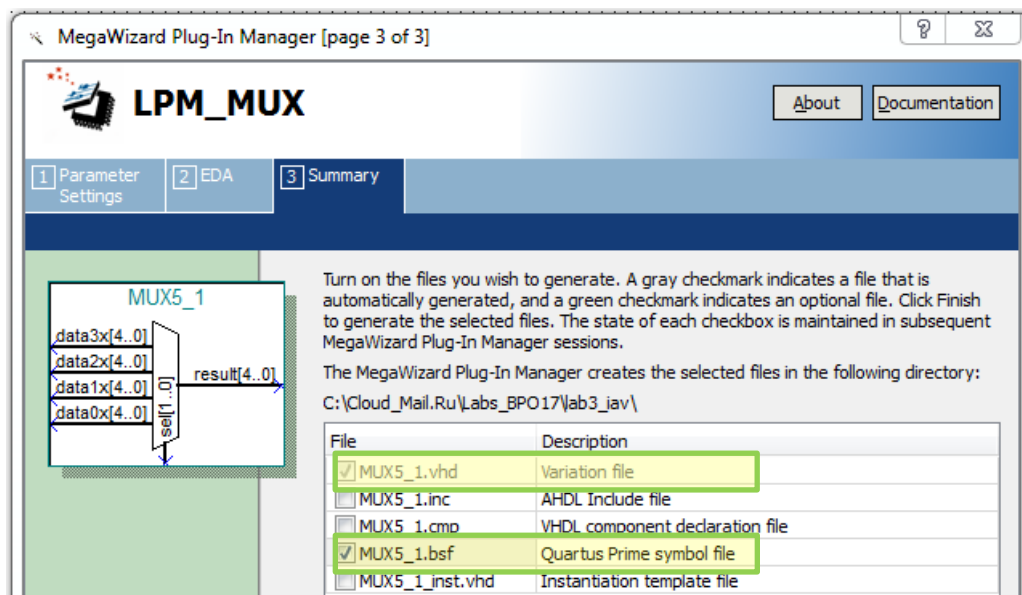 MegaWizard Plug-In Manager [page 3 of 3]
LPM_MUX
About
Documentation
1 Parameter Settings
2 EDA
3 Summary
MUX5_1
data3x[4..0]
data2x[4..0]
data1x[4..0]
data0x[4..0]
sel[1..0]
result[4..0]
Turn on the files you wish to generate. A gray checkmark indicates a file that is
automatically generated, and a green checkmark indicates an optional file. Click Finish
to generate the selected files. The state of each checkbox is maintained in subsequent
MegaWizard Plug-In Manager sessions.
The MegaWizard Plug-In Manager creates the selected files in the following directory:
C:\Cloud_Mail.Ru\Labs_BPO17\lab3_iav\
File Description
MUX5_1.vhd Variation file
MUX5_1.inc AHDL Include file
MUX5_1.cmp VHDL component declaration file
MUX5_1.bsf Quartus Prime symbol file
MUX5_1_inst.vhd Instantiation template file